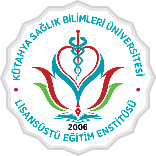 KÜTAHYA SAĞLIK BİLİMLERİ ÜNİVERSİTESİ
2006
LİSANSÜSTÜ EĞİTİM ENSTİTÜSÜ